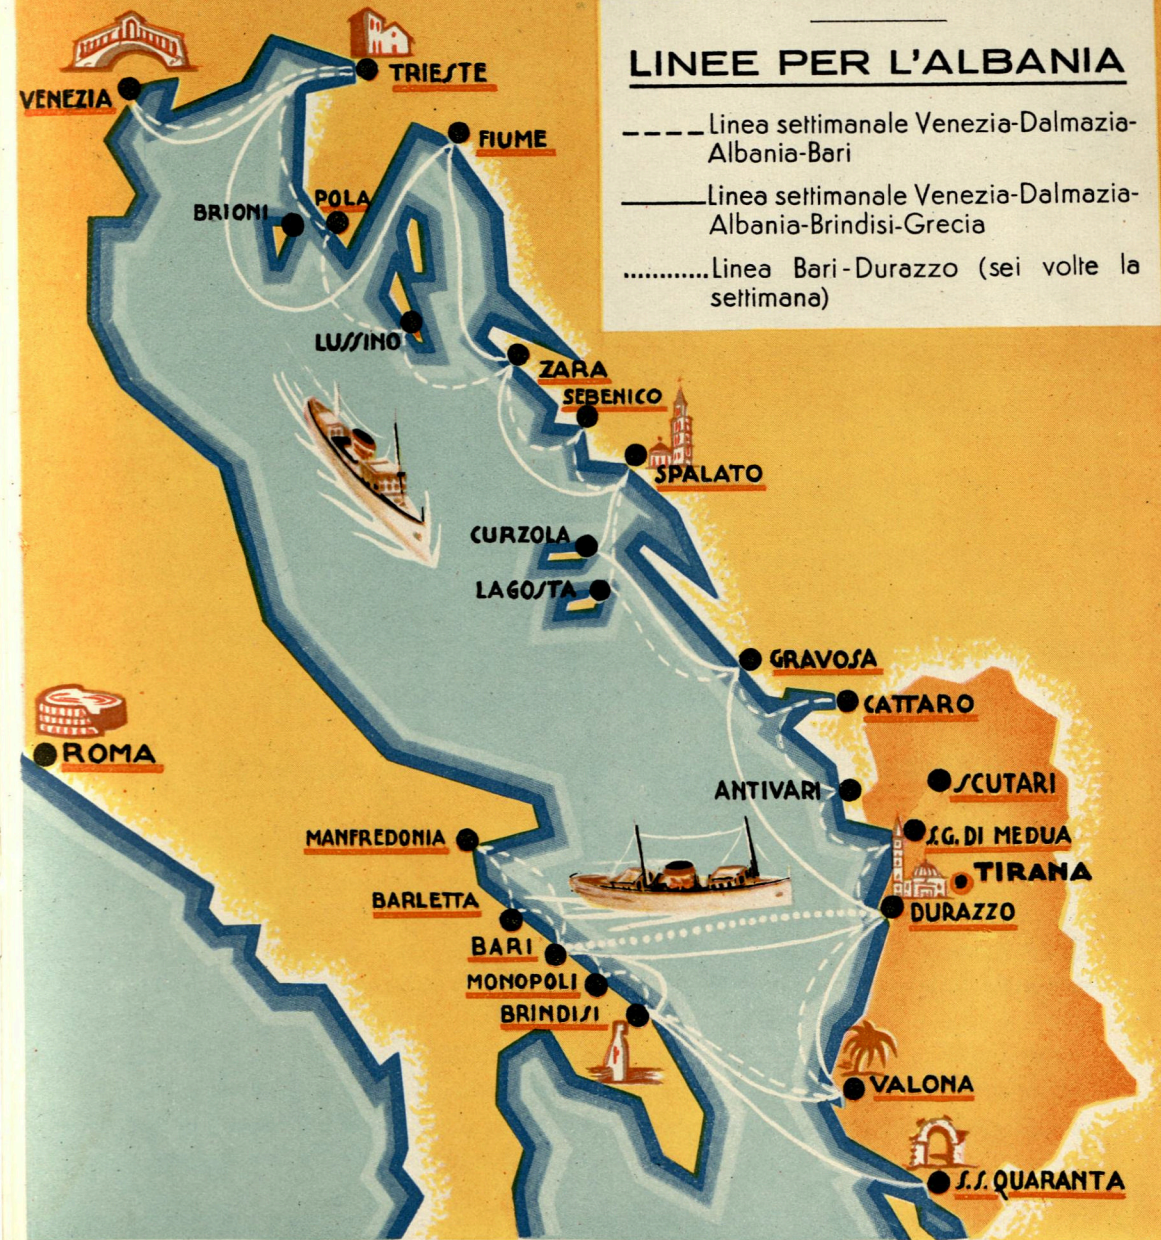 LINEE PER L'ALBANIA
Linea settimanale Venezia-Dalmazia-
Albania-Bari
Linea settimanale Venezia-Dalmazia-
Albania-Brindisi-Grecia
Linea Bari-Durazzo (sei volte la
settimana)
TRIESTE
VENEZIA
FIUME
POLA
BRIONI
LUSSINO
ZARA
SEBENICO
SPALATO
CURZOLA
LAGOSTA
GRAVOSA
CATTARO
ROMA
SCUTARI
ANTIVARI
S.G. DI MEDUA
MANFREDONIA
TIRANA
BARLETTA
DURAZZO
BARI
MONOPOLI
BRINDISI
VALONA
S.S. QUARANTA